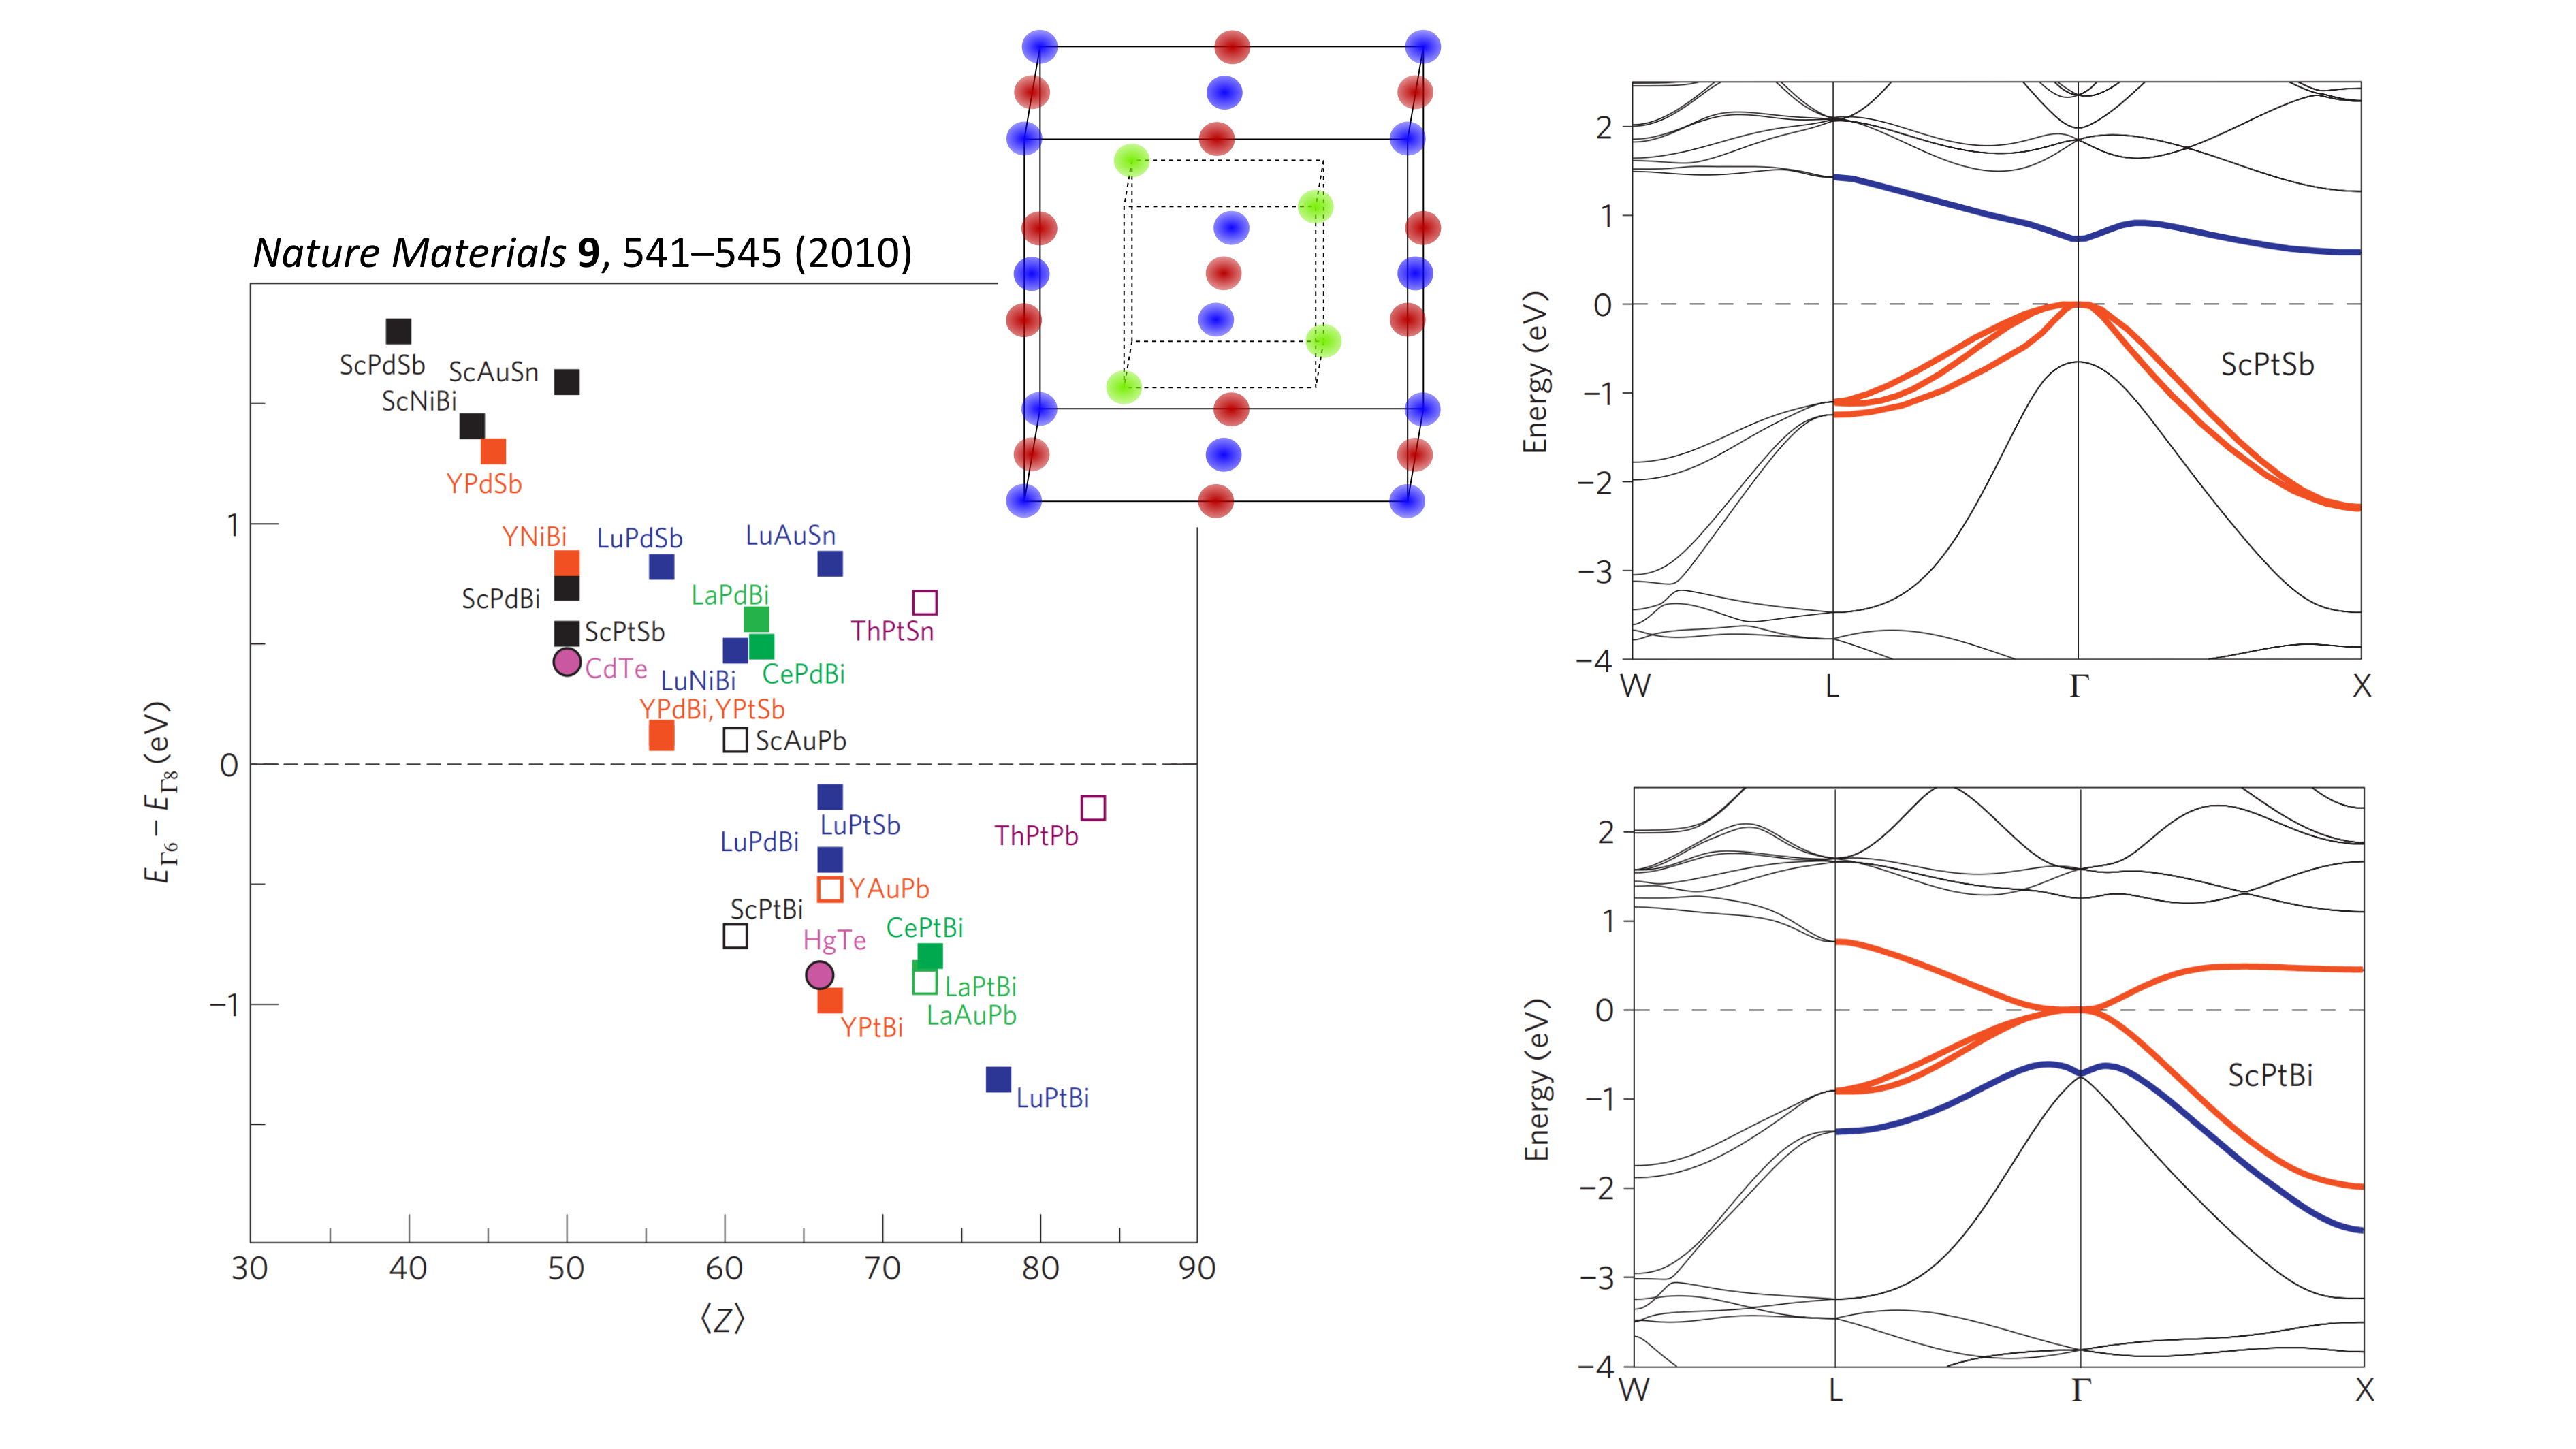 Nature Materials 9, 541–545 (2010)
ScPdSb
ScAuSn
ScNiBi
YPdSb
1
YNiBi
LuPdSb
LuAuSn
ScPdBi
LaPdBi
ThPtSn
ScPtSb
CdTe
LuNiBi
CePdBi
YPdBi,YPtSb
ScAuPb
0
LuPtSb
LuPdBi
ThPtPb
YAuPb
ScPtBi
CePtBi
HgTe
LaPtBi
−1
LaAuPb
YPtBi
LuPtBi
EΓ6 − EΓ8 (eV)
30 40 50 60 70 80 90
⟨Z⟩
2
1
0
−1
−2
−3
−4
Energy (eV)
ScPtSb
W L Γ X
2
1
0
−1
−2
−3
−4
Energy (eV)
ScPtBi
W L Γ X